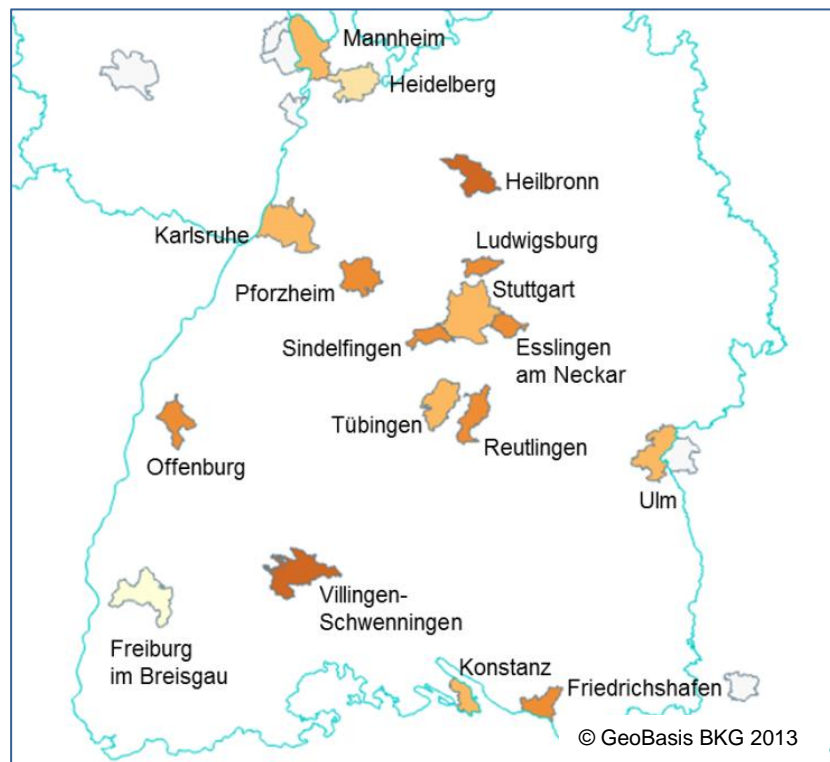 Mannheim
Heidelberg
Heilbronn
Karlsruhe
Ludwigsburg
Pforzheim
Stuttgart
Sindelfingen
Esslingen
am Neckar
Tübingen
Reutlingen
Offenburg
Ulm
Villingen-
Schwenningen
Freiburg
im Breisgau
Konstanz
Friedrichshafen
© GeoBasis BKG 2013